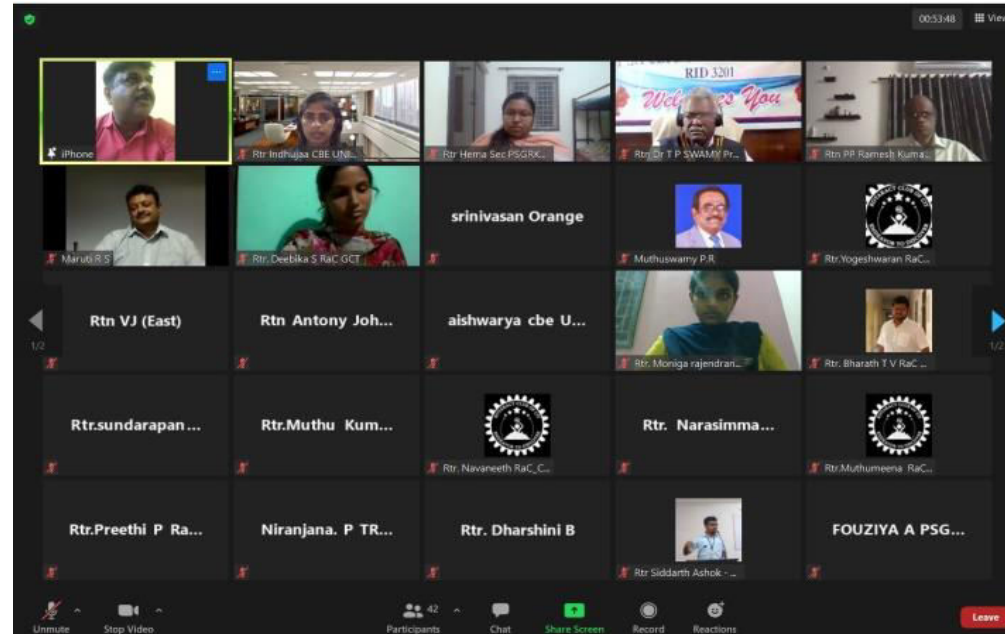 00:53:48 View
RID 3201
Welcomes You
iPhone
Rtr Indhujaa CBE UNI...
Rtr Hema Sec PSGRK...
Rtn Dr T P SWAMY Pr...
Rtn PP Ramesh Kuma...
Maruti R S
Rtr. Deebika S RaC GCT
srinivasan Orange
Muthuswamy P.R
Rtr.Yogeshwaran RaC...
Rtn VJ (East)
Rtn Antony Joh...
aishwarya cbe U...
Rtr. Moniga rajendran...
Rtr. Bharath T V RaC ...
1/2
1/2
Rtr.sundarapan...
Rtr.Muthu Kum...
Rtr. Navaneeth RaC_C...
Rtr. Narasimma...
Rtr.Muthumeena RaC...
Rtr.Preethi P Ra...
Niranjana. P TR...
Rtr. Dharshini B
Rtr Siddarth Ashok - ...
FOUZIYA A PSG...
42
Unmute Stop Video Participants Chat Share Screen Record Reactions Leave